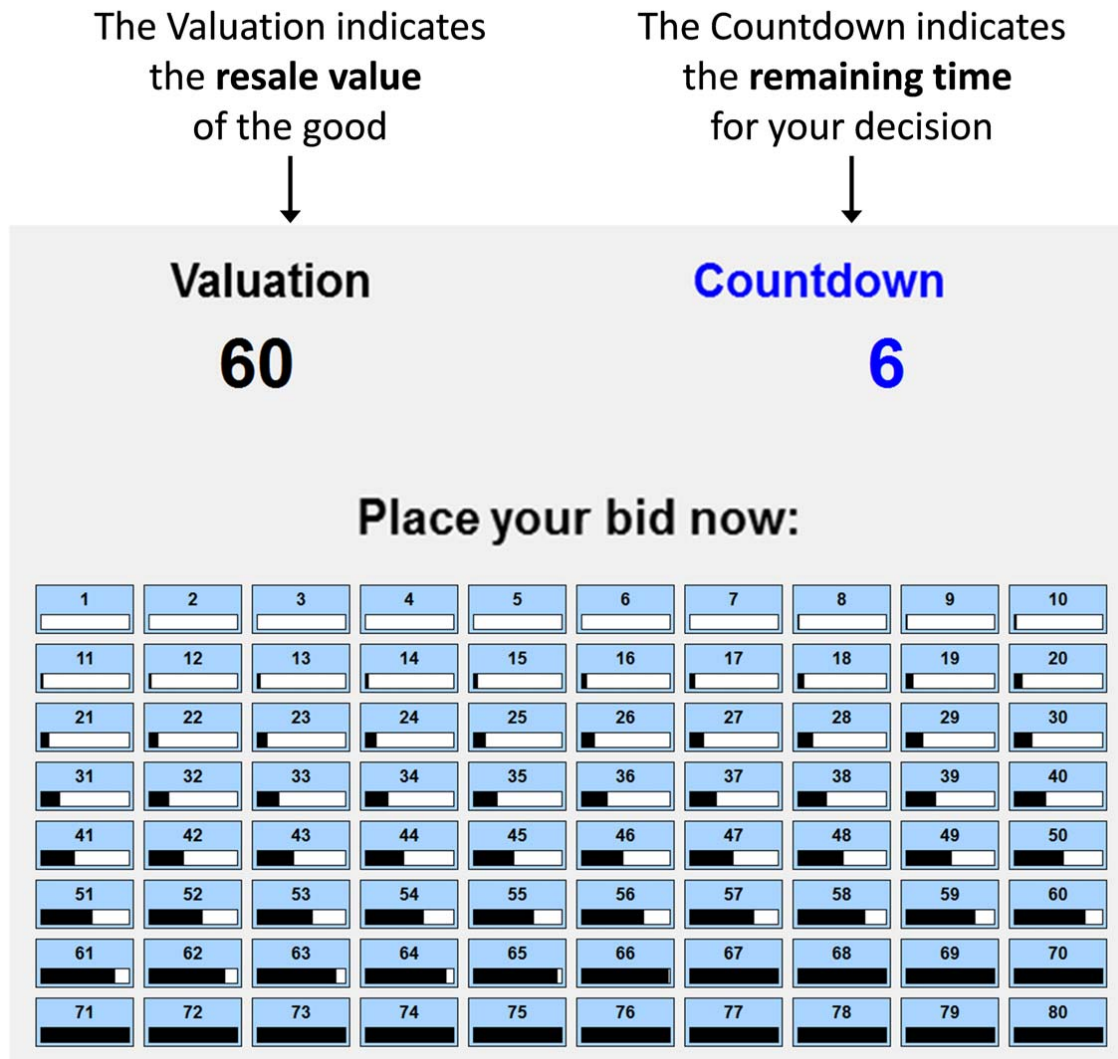 The Valuation indicates
the resale value
of the good
The Countdown indicates
the remaining time
for your decision
Valuation
Countdown
60
6
Place your bid now:
1 2 3 4 5 6 7 8 9 10
11 12 13 14 15 16 17 18 19 20
21 22 23 24 25 26 27 28 29 30
31 32 33 34 35 36 37 38 39 40
41 42 43 44 45 46 47 48 49 50
51 52 53 54 55 56 57 58 59 60
61 62 63 64 65 66 67 68 69 70
71 72 73 74 75 76 77 78 79 80